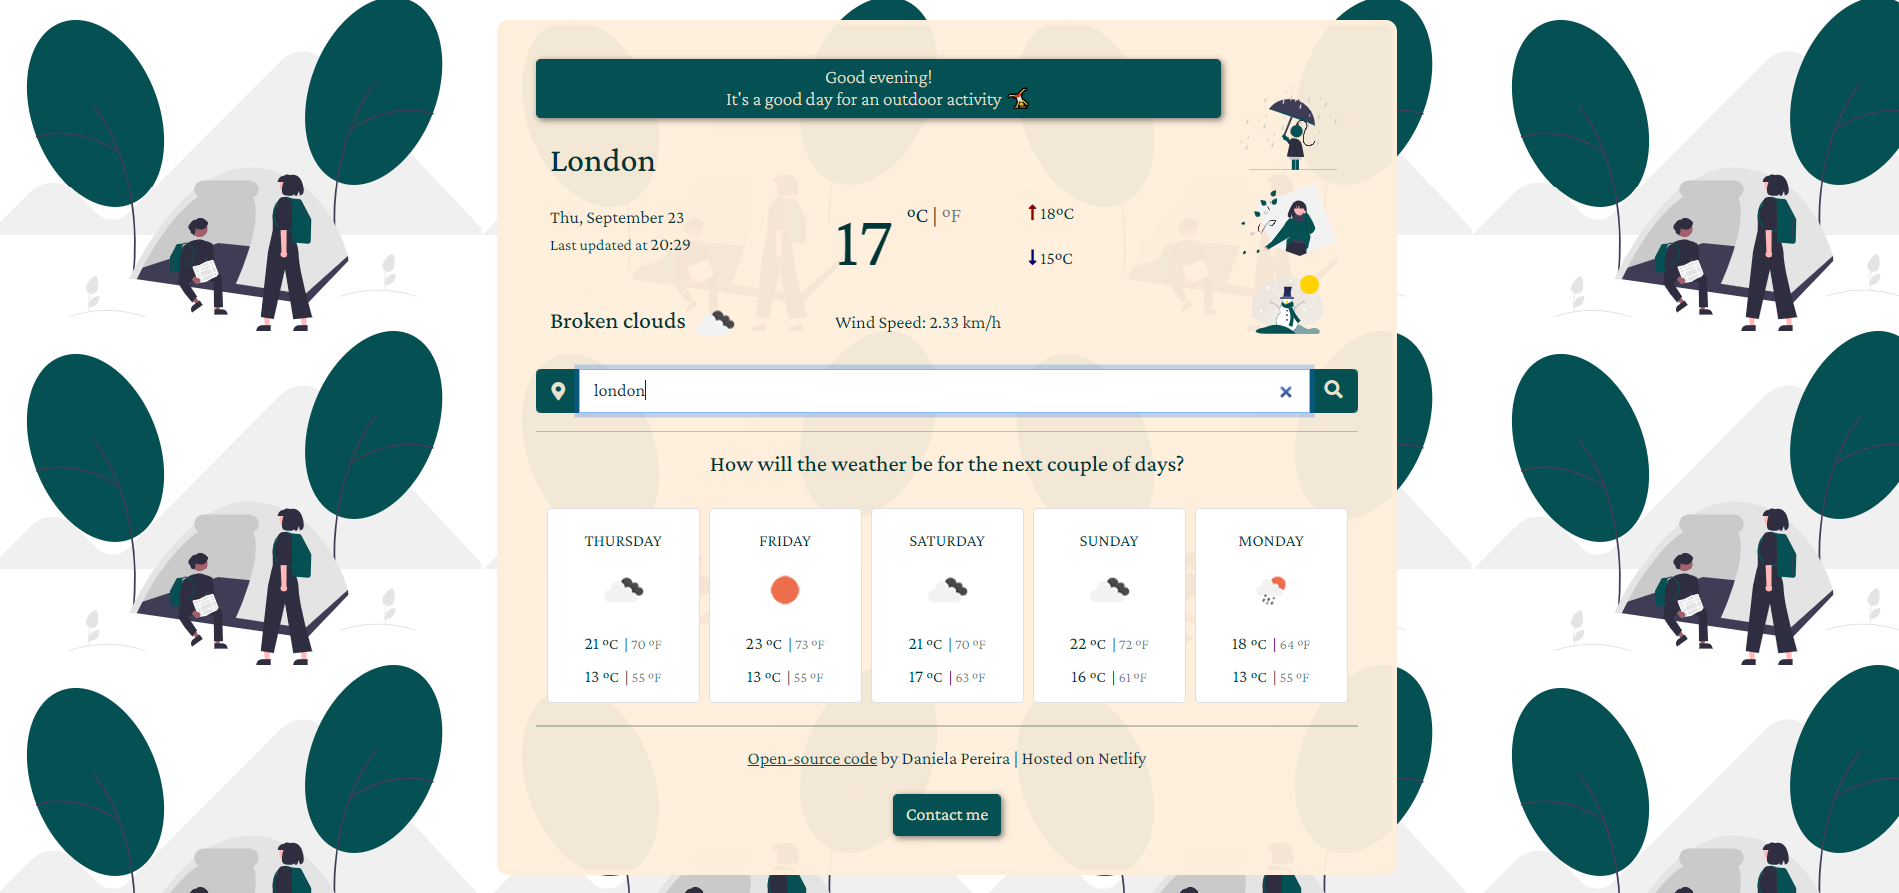 Good evening!
It's a good day for an outdoor activity
London
Thu, September 23
Last updated at 20:29
17
ºC | ºF
18ºC
15ºC
Broken clouds
Wind Speed: 2.33 km/h
london
How will the weather be for the next couple of days?
THURSDAY
21 ºC | 70 ºF
13 ºC | 55 ºF
FRIDAY
23 ºC | 73 ºF
13 ºC | 55 ºF
SATURDAY
21 ºC | 70 ºF
17 ºC | 63 ºF
SUNDAY
22 ºC | 72 ºF
16 ºC | 61 ºF
MONDAY
18 ºC | 64 ºF
13 ºC | 55 ºF
Open-source code by Daniela Pereira | Hosted on Netlify
Contact me